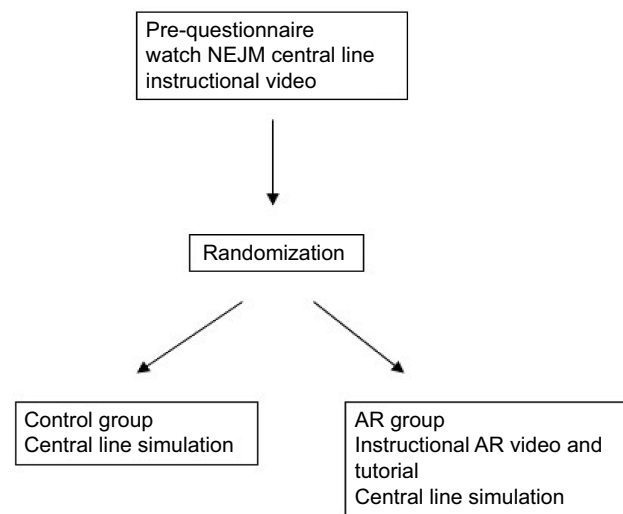 Pre-questionnaire
watch NEJM central line
instructional video
Randomization
Control group
Central line simulation
AR group
Instructional AR video and
tutorial
Central line simulation